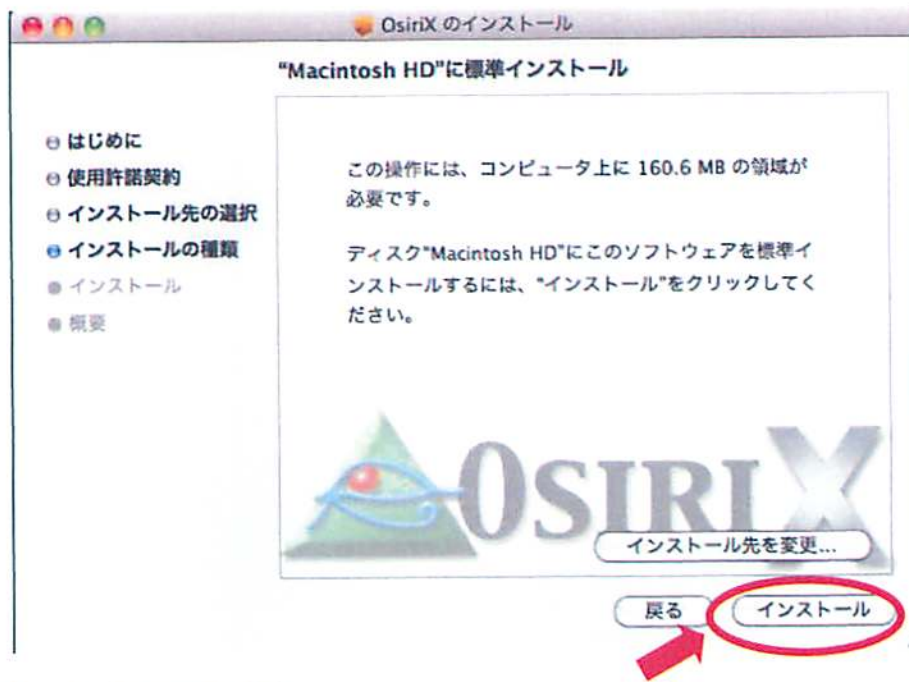 OsiriX のインストール
“Macintosh HD”に標準インストール
はじめに
使用許諾契約
インストール先の選択
インストールの種類
インストール
概要
この操作には、コンピュータ上に 160.6 MB の領域が
必要です。
ディスク“Macintosh HD”にこのソフトウェアを標準イ
ンストールするには、“インストール”をクリックしてく
ださい。
OSIRIX
インストール先を変更...
戻る
インストール